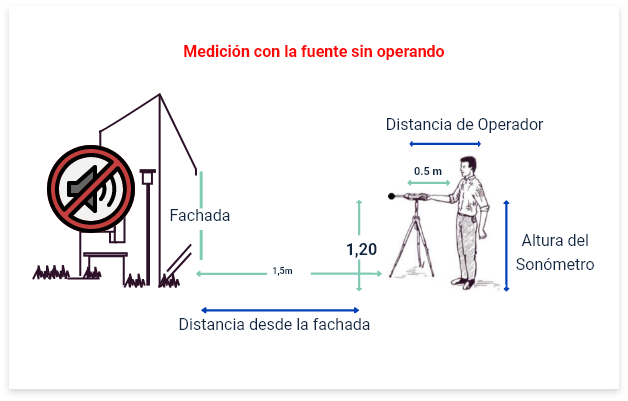 Medición con la fuente sin operando
Distancia de Operador
0.5 m
Fachada
1,20
Altura del
Sonómetro
1,5m
Distancia desde la fachada